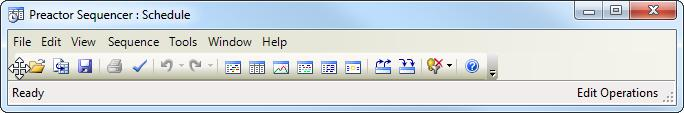 Preactor Sequencer : Schedule
File Edit View Sequence Tools Window Help
Ready Edit Operations